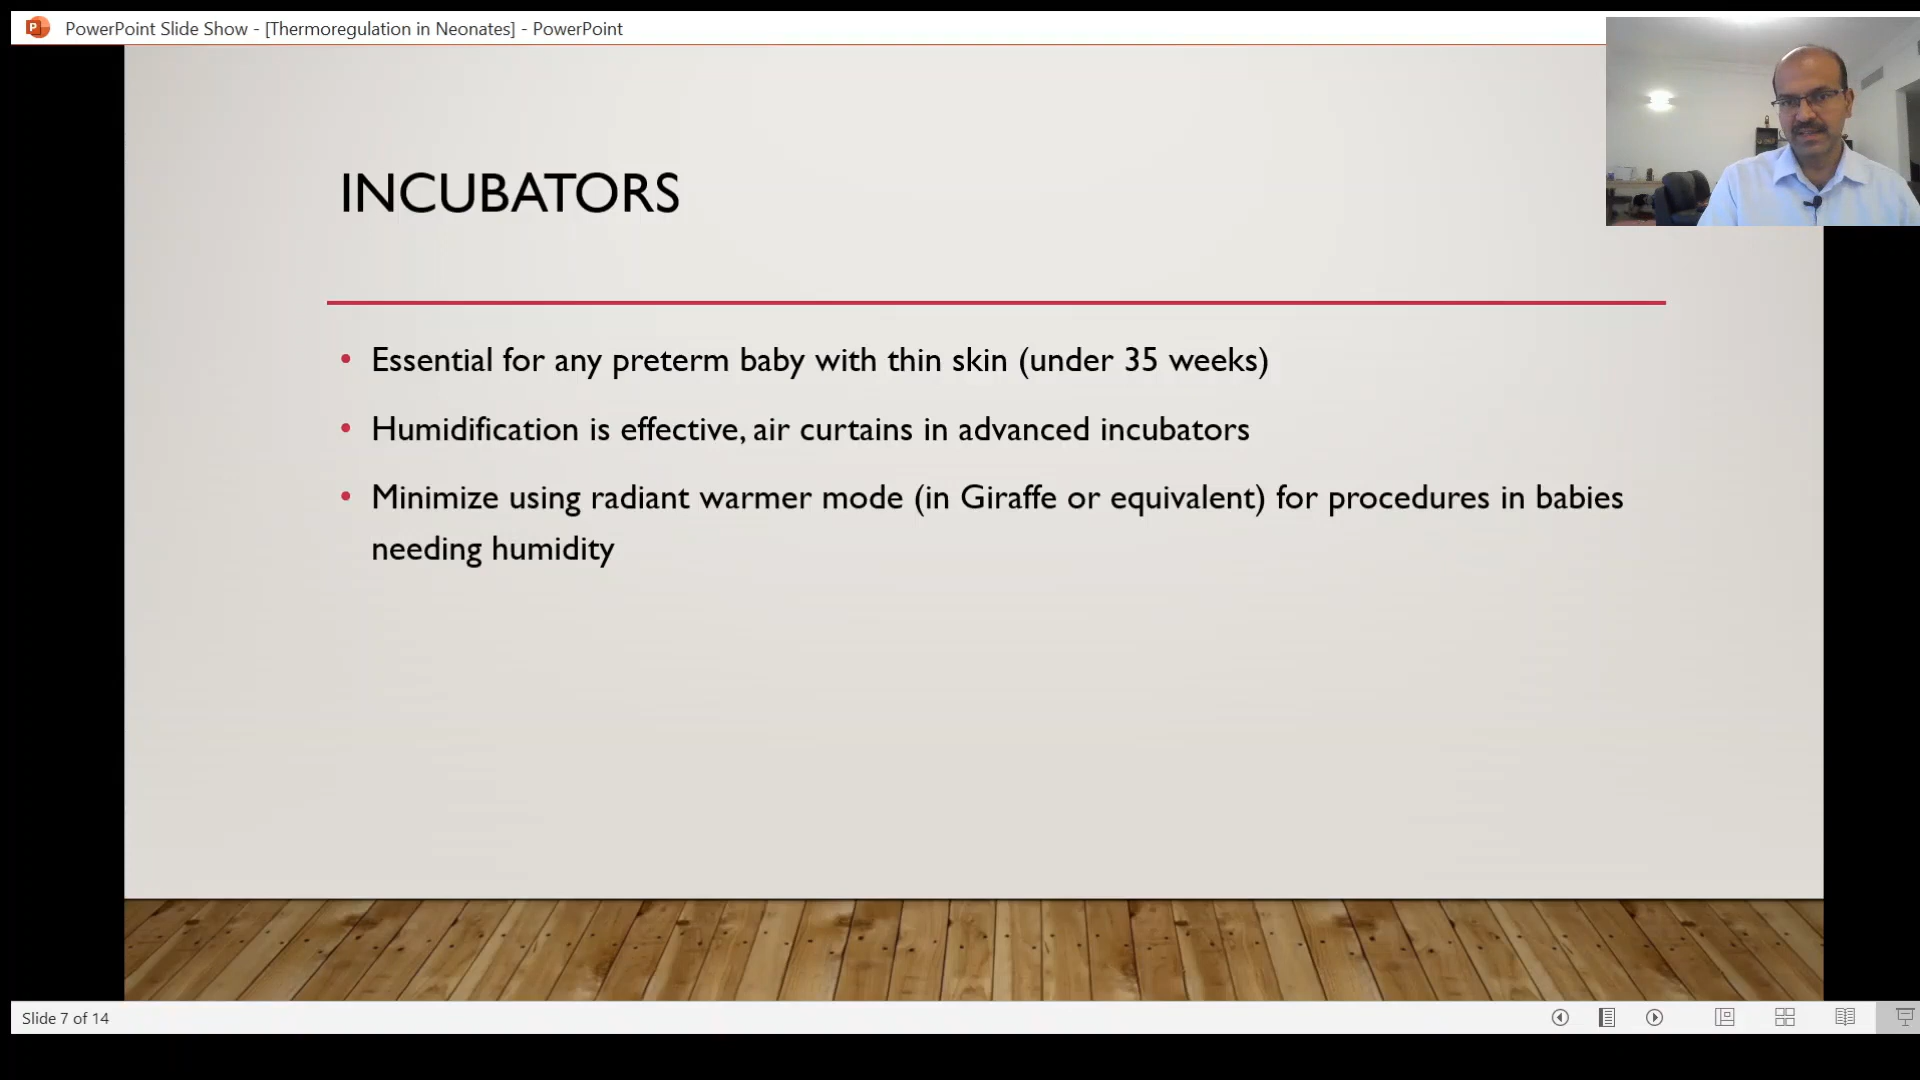 PowerPoint Slide Show - [Thermoregulation in Neonates] - PowerPoint
INCUBATORS
• Essential for any preterm baby with thin skin (under 35 weeks)
• Humidification is effective, air curtains in advanced incubators
• Minimize using radiant warmer mode (in Giraffe or equivalent) for procedures in babies
needing humidity
Slide 7 of 14